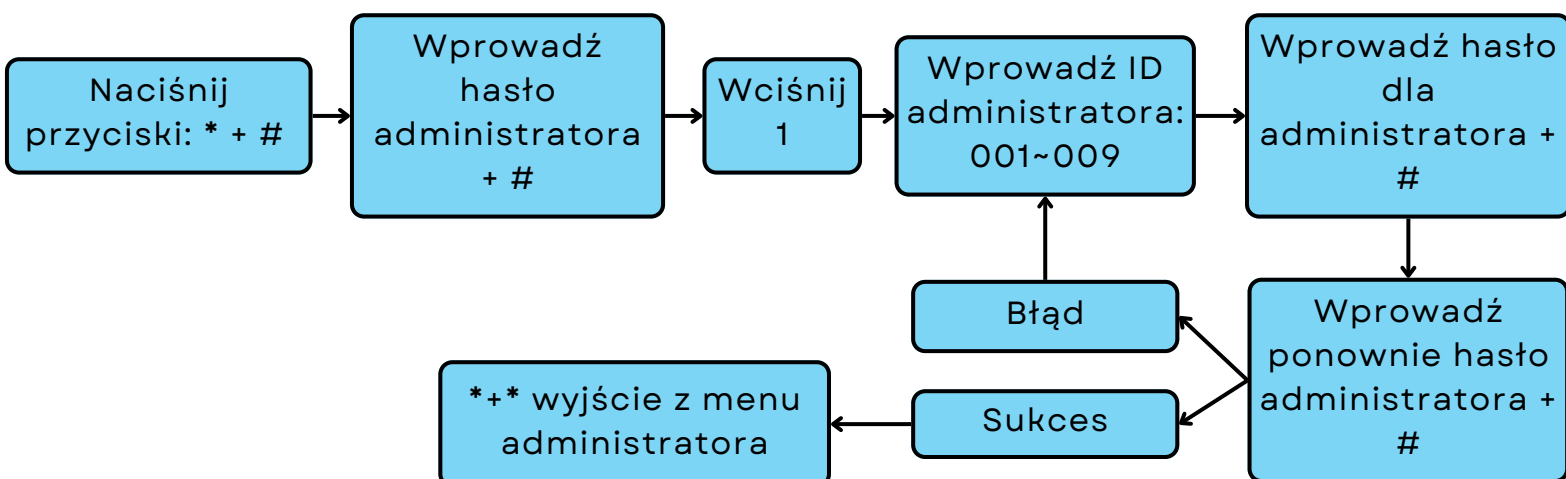 Naciśnij
przyciski: * + #
Wprowadź
hasło
administratora
+ #
Wciśnij
1
Wprowadź ID
administratora:
001~009
Wprowadź hasło
dla
administratora +
#
Wprowadź
ponownie hasło
administratora +
#
Błąd
Sukces
*+* wyjście z menu
administratora